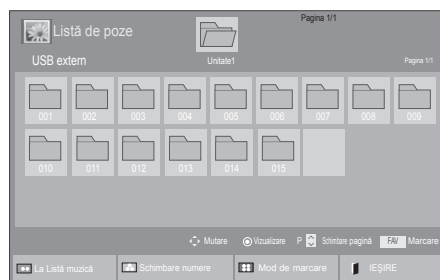 Listă de poze
Pagina 1/1
USB extern
Unitate1
Pagina 1/1
001 002 003 004 005 006 007 008 009
010 011 012 013 014 015
Mutare Vizualizare P Schimbare pagină FAV Marcare
La Listă muzică Schimbare numere Mod de marcare IEŞIRE